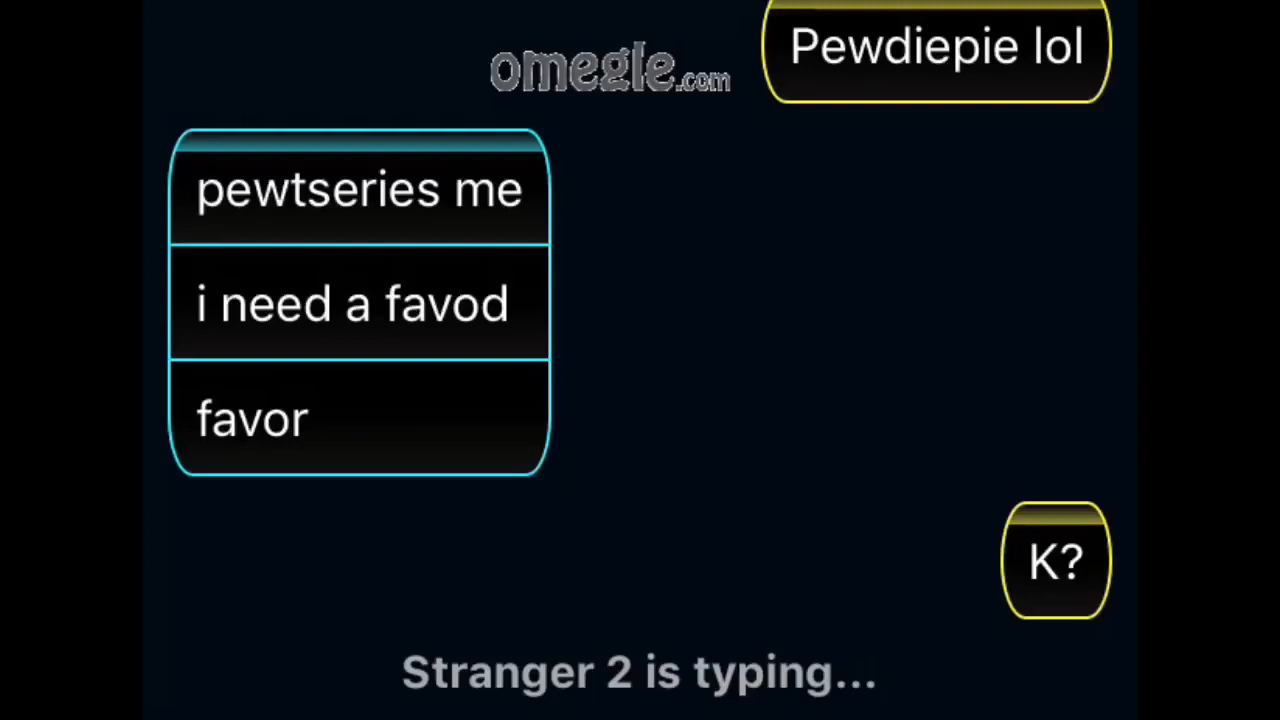 Pewdiepie lol
omegle.com
pewtseries me
i need a favod
favor
K?
Stranger 2 is typing...